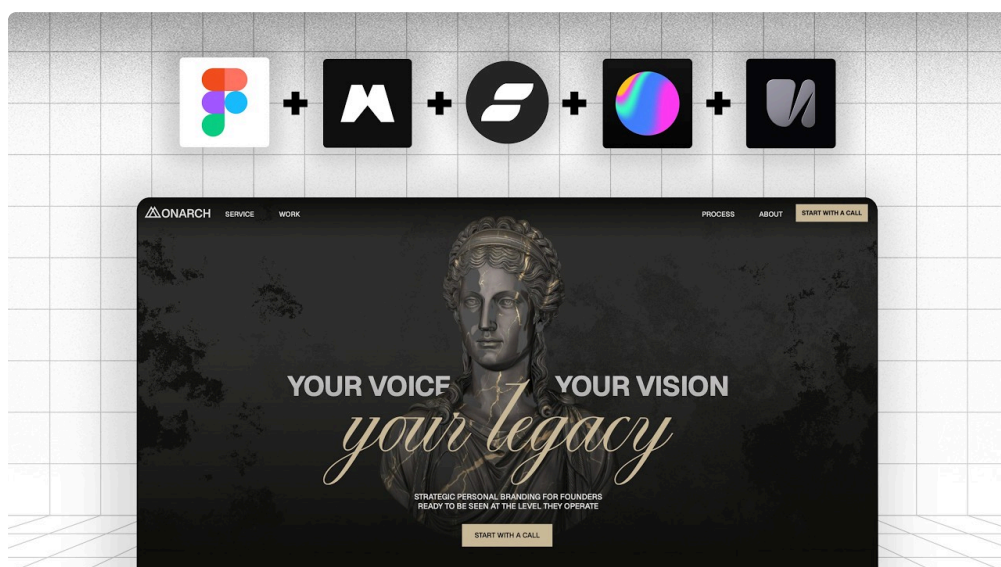 MONARCH
SERVICE
WORK
PROCESS
ABOUT
START WITH A CALL
YOUR VOICE
YOUR VISION
your legacy
STRATEGIC PERSONAL BRANDING FOR FOUNDERS
READY TO BE SEEN AT THE LEVEL THEY OPERATE
START WITH A CALL